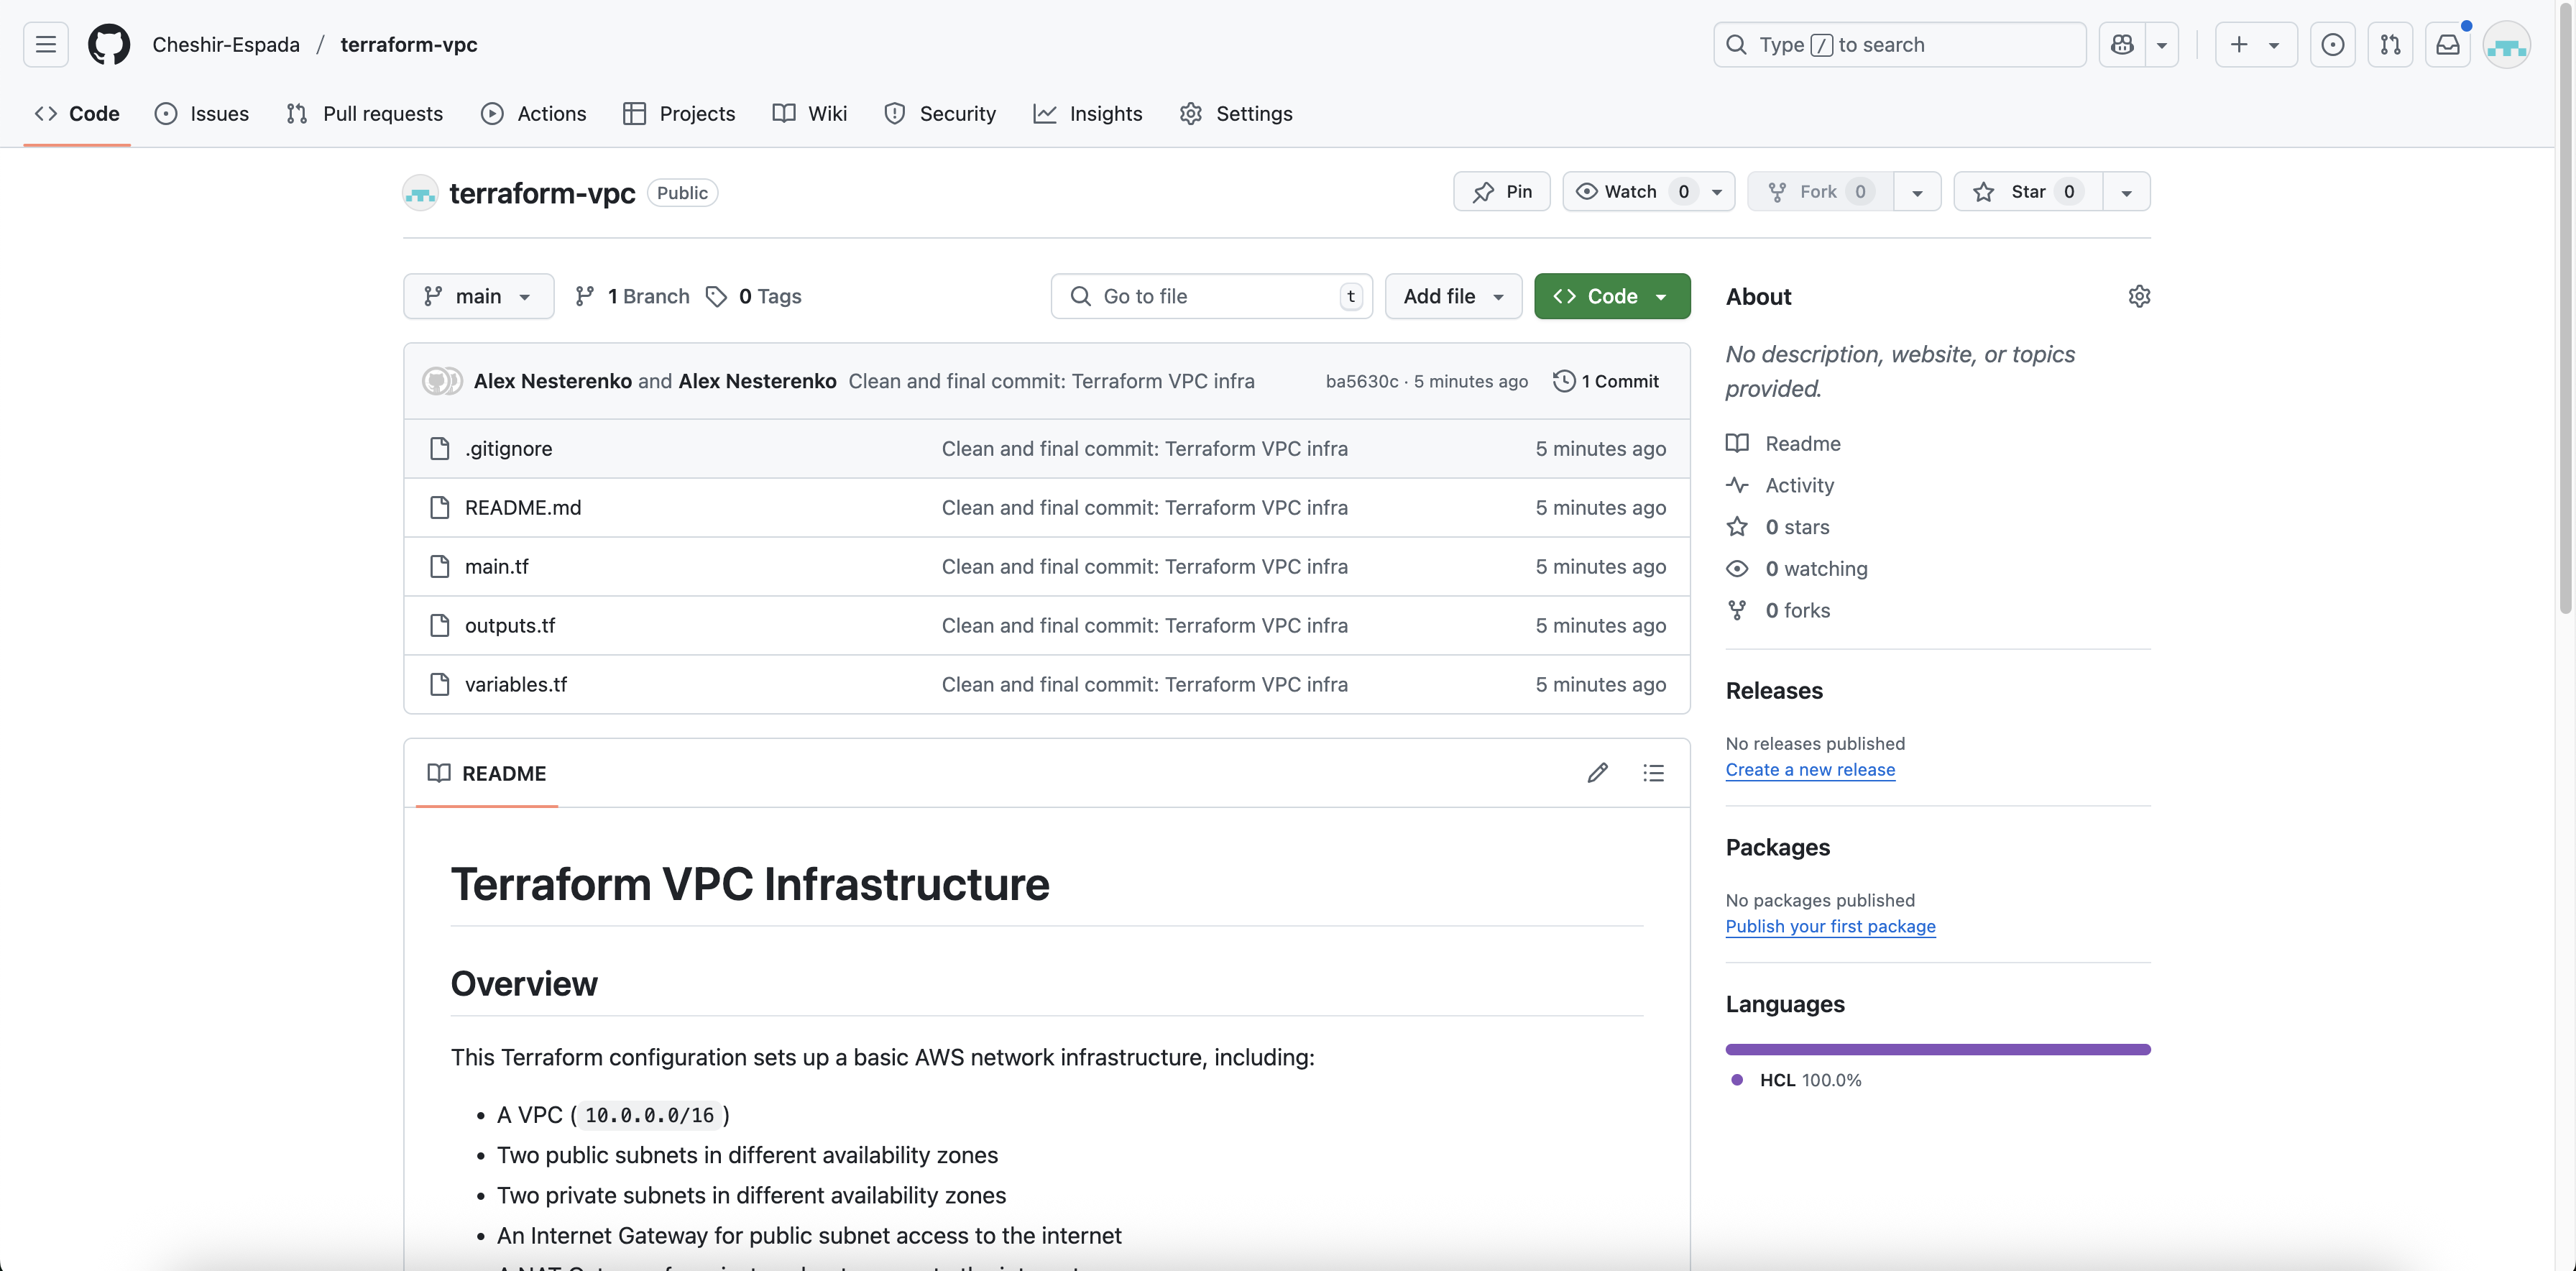 Cheshir-Espada / terraform-vpc
Type / to search
Code Issues Pull requests Actions Projects Wiki Security Insights Settings
terraform-vpc Public
Pin Watch 0 Fork 0 Star 0
main 1 Branch 0 Tags Go to file t Add file Code
Alex Nesterenko and Alex Nesterenko Clean and final commit: Terraform VPC infra ba5630c · 5 minutes ago 1 Commit
.gitignore Clean and final commit: Terraform VPC infra 5 minutes ago
README.md Clean and final commit: Terraform VPC infra 5 minutes ago
main.tf Clean and final commit: Terraform VPC infra 5 minutes ago
outputs.tf Clean and final commit: Terraform VPC infra 5 minutes ago
variables.tf Clean and final commit: Terraform VPC infra 5 minutes ago
README
Terraform VPC Infrastructure
Overview
This Terraform configuration sets up a basic AWS network infrastructure, including:
• A VPC ( 10.0.0.0/16 )
• Two public subnets in different availability zones
• Two private subnets in different availability zones
• An Internet Gateway for public subnet access to the internet
About
No description, website, or topics
provided.
Readme
Activity
0 stars
0 watching
0 forks
Releases
No releases published
Create a new release
Packages
No packages published
Publish your first package
Languages
HCL 100.0%